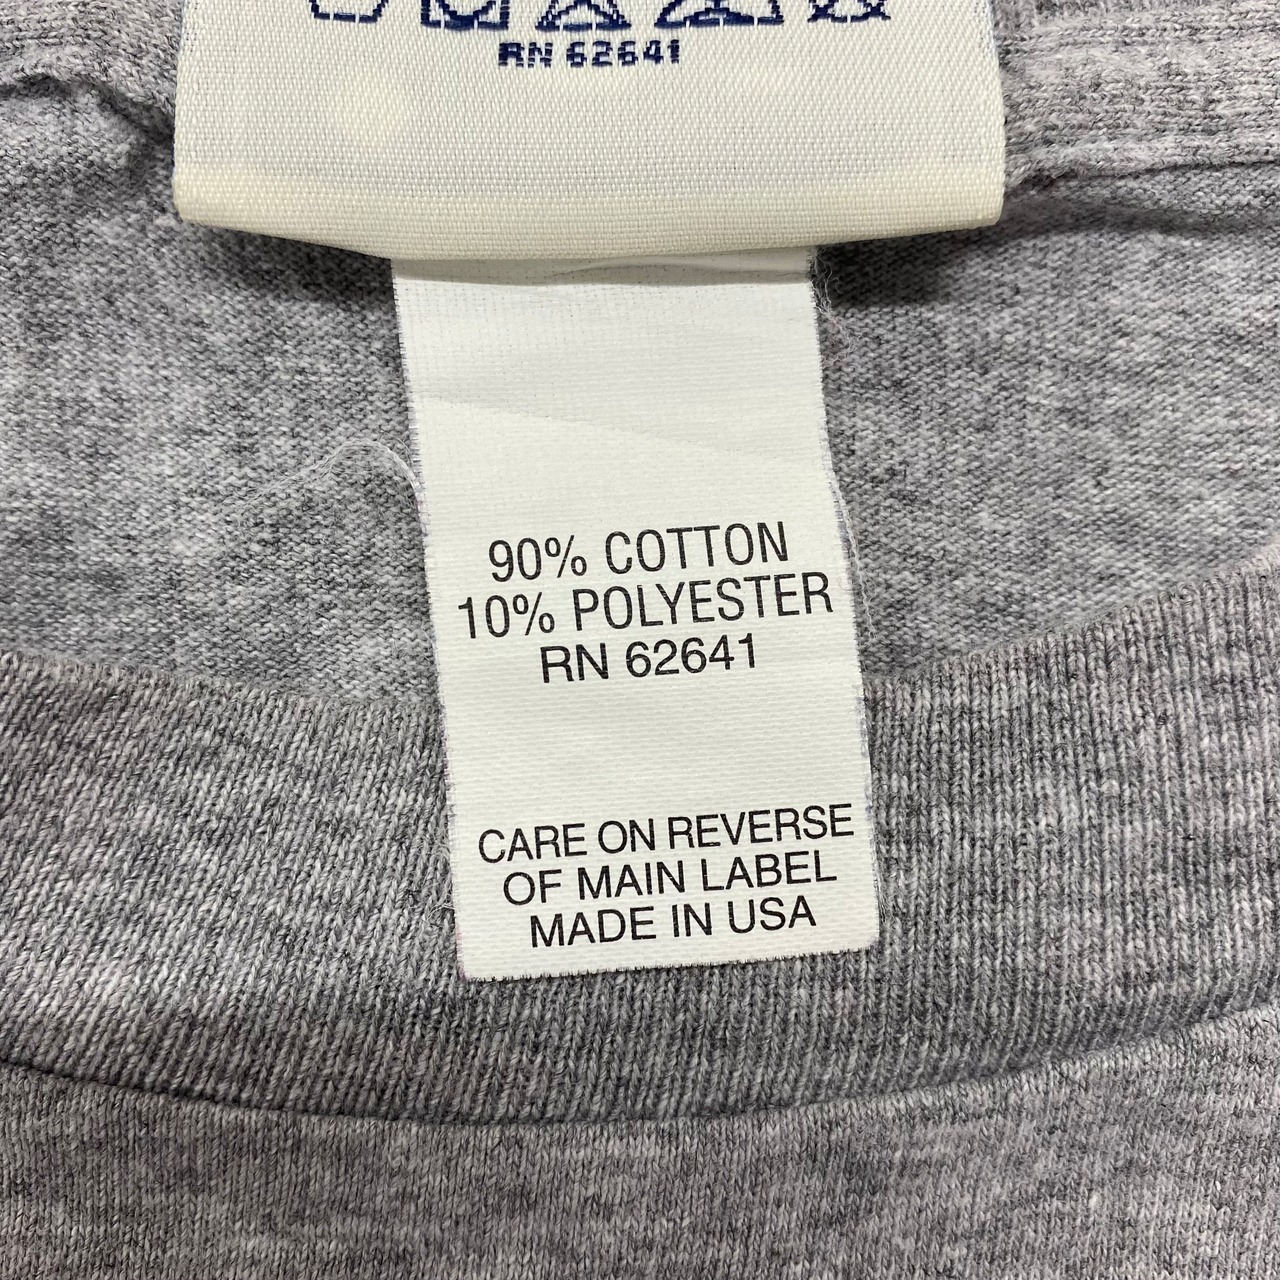 RN 62641
90% COTTON
10% POLYESTER
RN 62641
CARE ON REVERSE
OF MAIN LABEL
MADE IN USA